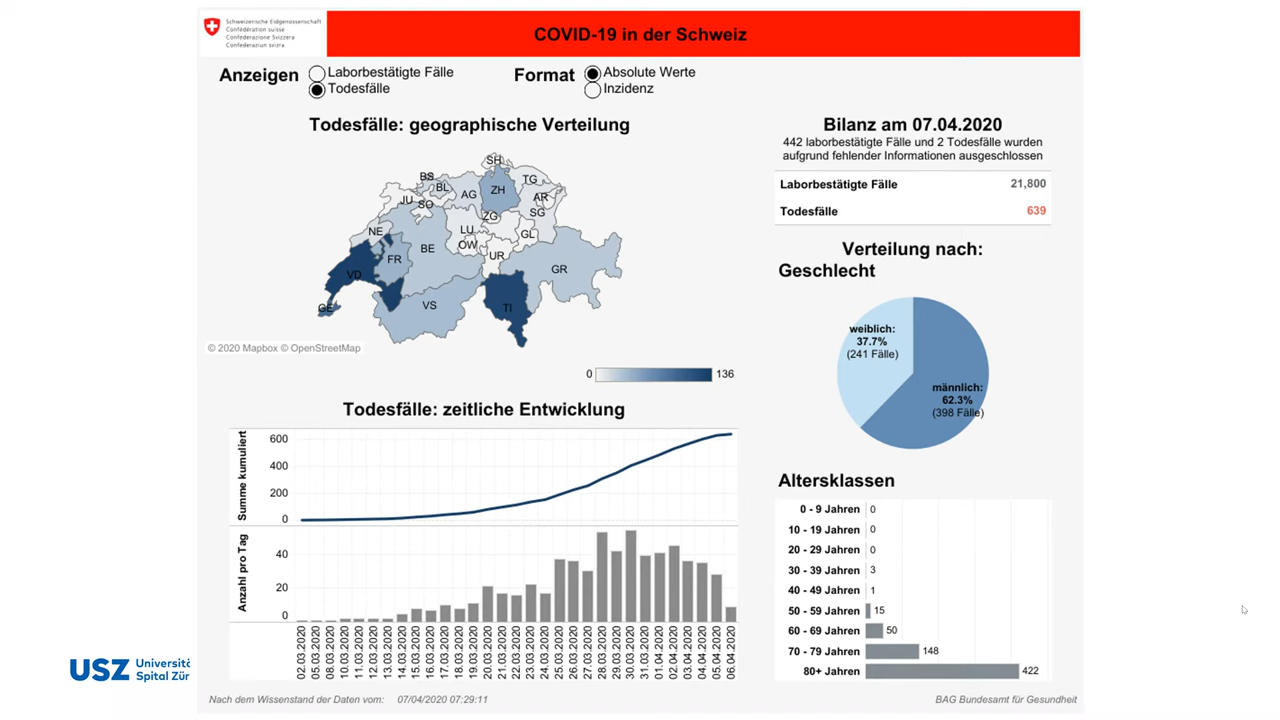 Schweizerische Eidgenossenschaft
Confédération suisse
Confederazione Svizzera
Confederaziun svizra
COVID-19 in der Schweiz
Anzeigen
Laborbestätigte Fälle
Todesfälle
Format
Absolute Werte
Inzidenz
Todesfälle: geographische Verteilung
SH
BS
BL
TG
AG
ZH
JU
SO
AR
SG
ZG
NE
LU
GL
BE
OW
UR
FR
GR
VD
GE
VS
TI
© 2020 Mapbox © OpenStreetMap
0
136
Bilanz am 07.04.2020
442 laborbestätigte Fälle und 2 Todesfälle wurden
aufgrund fehlender Informationen ausgeschlossen
Laborbestätigte Fälle 21,800
Todesfälle 639
Verteilung nach:
Geschlecht
weiblich:
37.7%
(241 Fälle)
männlich:
62.3%
(398 Fälle)
Todesfälle: zeitliche Entwicklung
Summe kumuliert
600
400
200
0
Anzahl pro Tag
40
20
0
02.03.2020
05.03.2020
08.03.2020
10.03.2020
11.03.2020
12.03.2020
13.03.2020
14.03.2020
15.03.2020
16.03.2020
17.03.2020
18.03.2020
19.03.2020
20.03.2020
21.03.2020
22.03.2020
23.03.2020
24.03.2020
25.03.2020
26.03.2020
27.03.2020
28.03.2020
29.03.2020
30.03.2020
31.03.2020
01.04.2020
02.04.2020
03.04.2020
04.04.2020
05.04.2020
06.04.2020
Altersklassen
0 - 9 Jahren 0
10 - 19 Jahren 0
20 - 29 Jahren 0
30 - 39 Jahren 3
40 - 49 Jahren 1
50 - 59 Jahren 15
60 - 69 Jahren 50
70 - 79 Jahren 148
80+ Jahren 422
USZ
Universitä
Spital Zür
Nach dem Wissenstand der Daten vom: 07/04/2020 07:29:11
BAG Bundesamt für Gesundheit